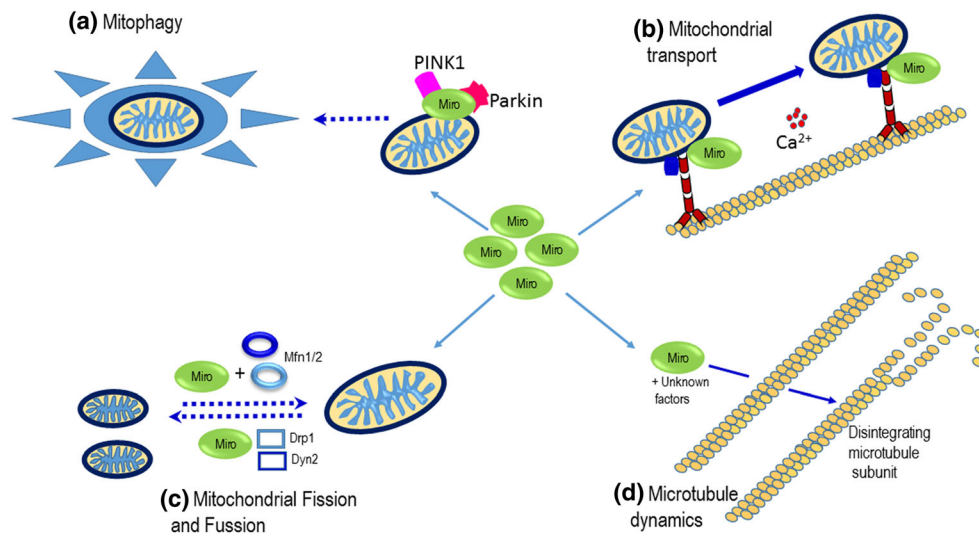 (a) Mitophagy
PINK1
Miro
Parkin
(b) Mitochondrial
transport
Miro
Miro
Ca2+
Miro
Miro
Miro
Miro
Miro
+
Mfn1/2
Miro
Drp1
Dyn2
(c) Mitochondrial Fission
and Fussion
Miro
+ Unknown
factors
Disintegrating
microtubule
subunit
(d) Microtubule
dynamics